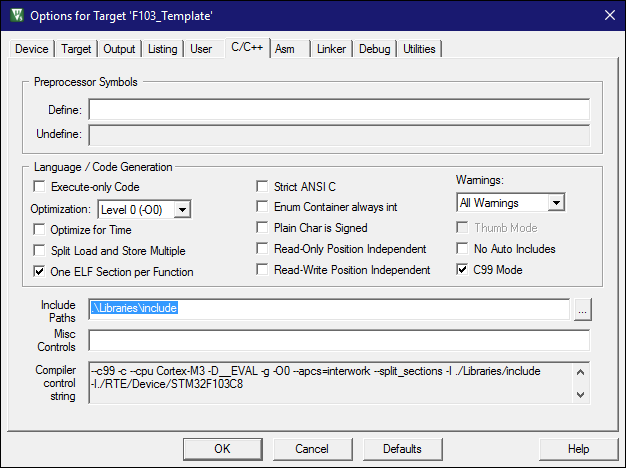 Options for Target 'F103_Template'
Device Target Output Listing User C/C++ Asm Linker Debug Utilities
Preprocessor Symbols
Define:
Undefine:
Language / Code Generation
Execute-only Code
Strict ANSI C
Warnings:
Optimization: Level 0 (-O0)
Enum Container always int
All Warnings
Optimize for Time
Plain Char is Signed
Thumb Mode
Split Load and Store Multiple
Read-Only Position Independent
No Auto Includes
One ELF Section per Function
Read-Write Position Independent
C99 Mode
Include
Paths
.\Libraries\include
...
Misc
Controls
Compiler
control
string
--c99 -c --cpu Cortex-M3 -D__EVAL -g -O0 --apcs=interwork --split_sections -I ./Libraries/include
-I./RTE/Device/STM32F103C8
OK Cancel Defaults Help